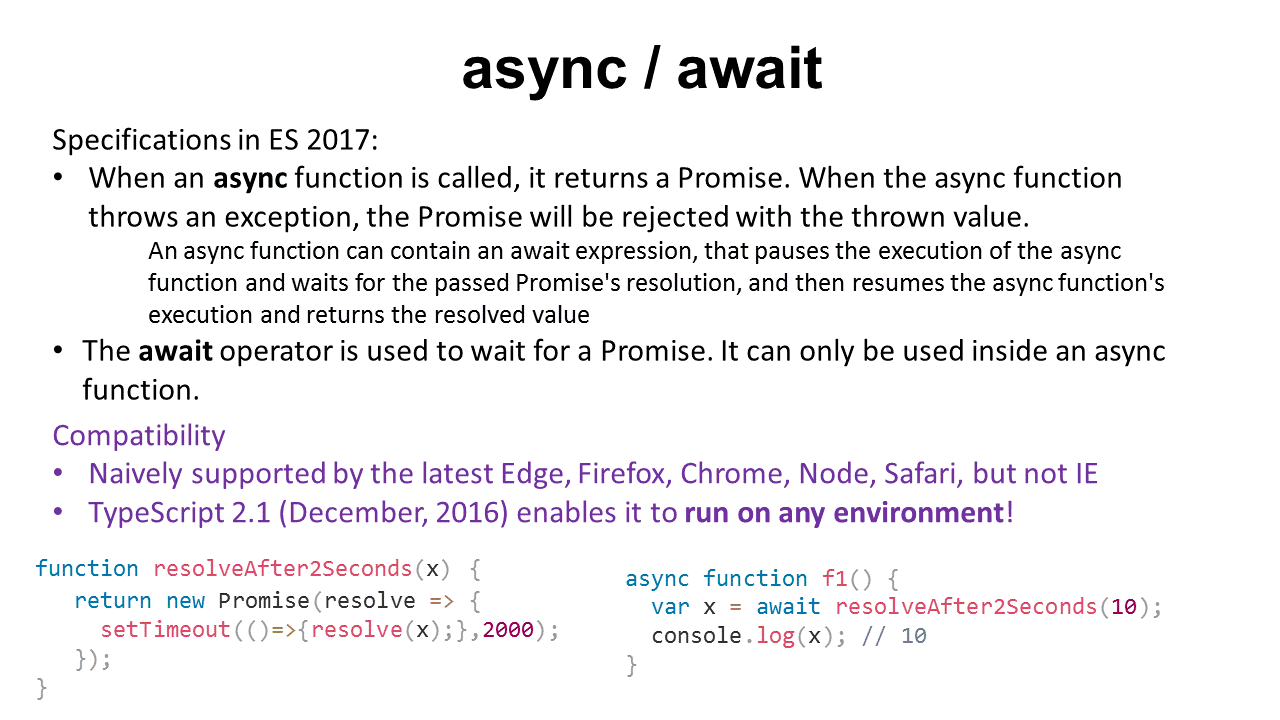 async / await
Specifications in ES 2017:
• When an async function is called, it returns a Promise. When the async function
throws an exception, the Promise will be rejected with the thrown value.
An async function can contain an await expression, that pauses the execution of the async
function and waits for the passed Promise's resolution, and then resumes the async function's
execution and returns the resolved value
• The await operator is used to wait for a Promise. It can only be used inside an async
function.
Compatibility
• Naively supported by the latest Edge, Firefox, Chrome, Node, Safari, but not IE
• TypeScript 2.1 (December, 2016) enables it to run on any environment!
function resolveAfter2Seconds(x) {
return new Promise(resolve => {
setTimeout(()=>{resolve(x);},2000);
});
}
async function f1() {
var x = await resolveAfter2Seconds(10);
console.log(x); // 10
}